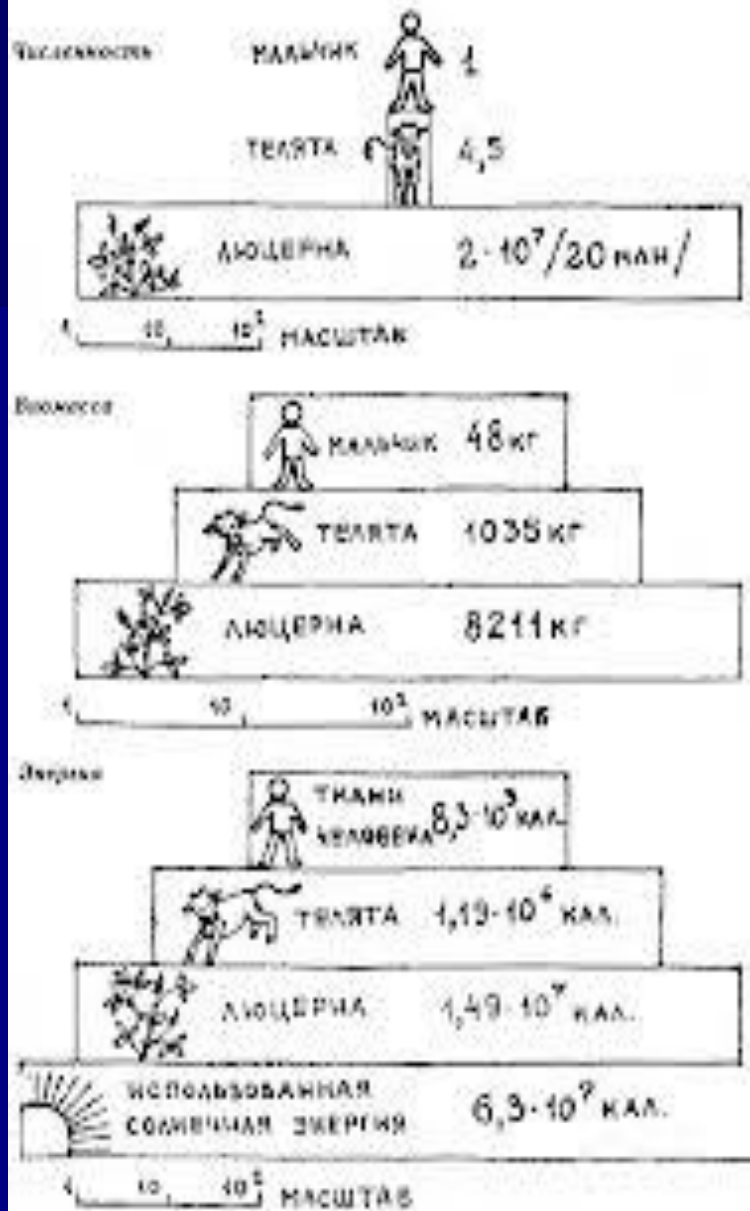 Численность
МАЛЬЧИК 1
ТЕЛЯТА 4,5
ЛЮЦЕРНА 2·10⁷/20 МЛН/
1 10 10² МАСШТАБ
Биомасса
МАЛЬЧИК 48 КГ
ТЕЛЯТА 1035 КГ
ЛЮЦЕРНА 8211 КГ
1 10 10² МАСШТАБ
Энергия
ТКАНИ
ЧЕЛОВЕКА 8,3·10³ КАЛ.
ТЕЛЯТА 1,19·10⁶ КАЛ.
ЛЮЦЕРНА 1,49·10⁷ КАЛ.
ИСПОЛЬЗОВАННАЯ
СОЛНЕЧНАЯ ЭНЕРГИЯ 6,3·10⁹ КАЛ.
1 10 10² МАСШТАБ